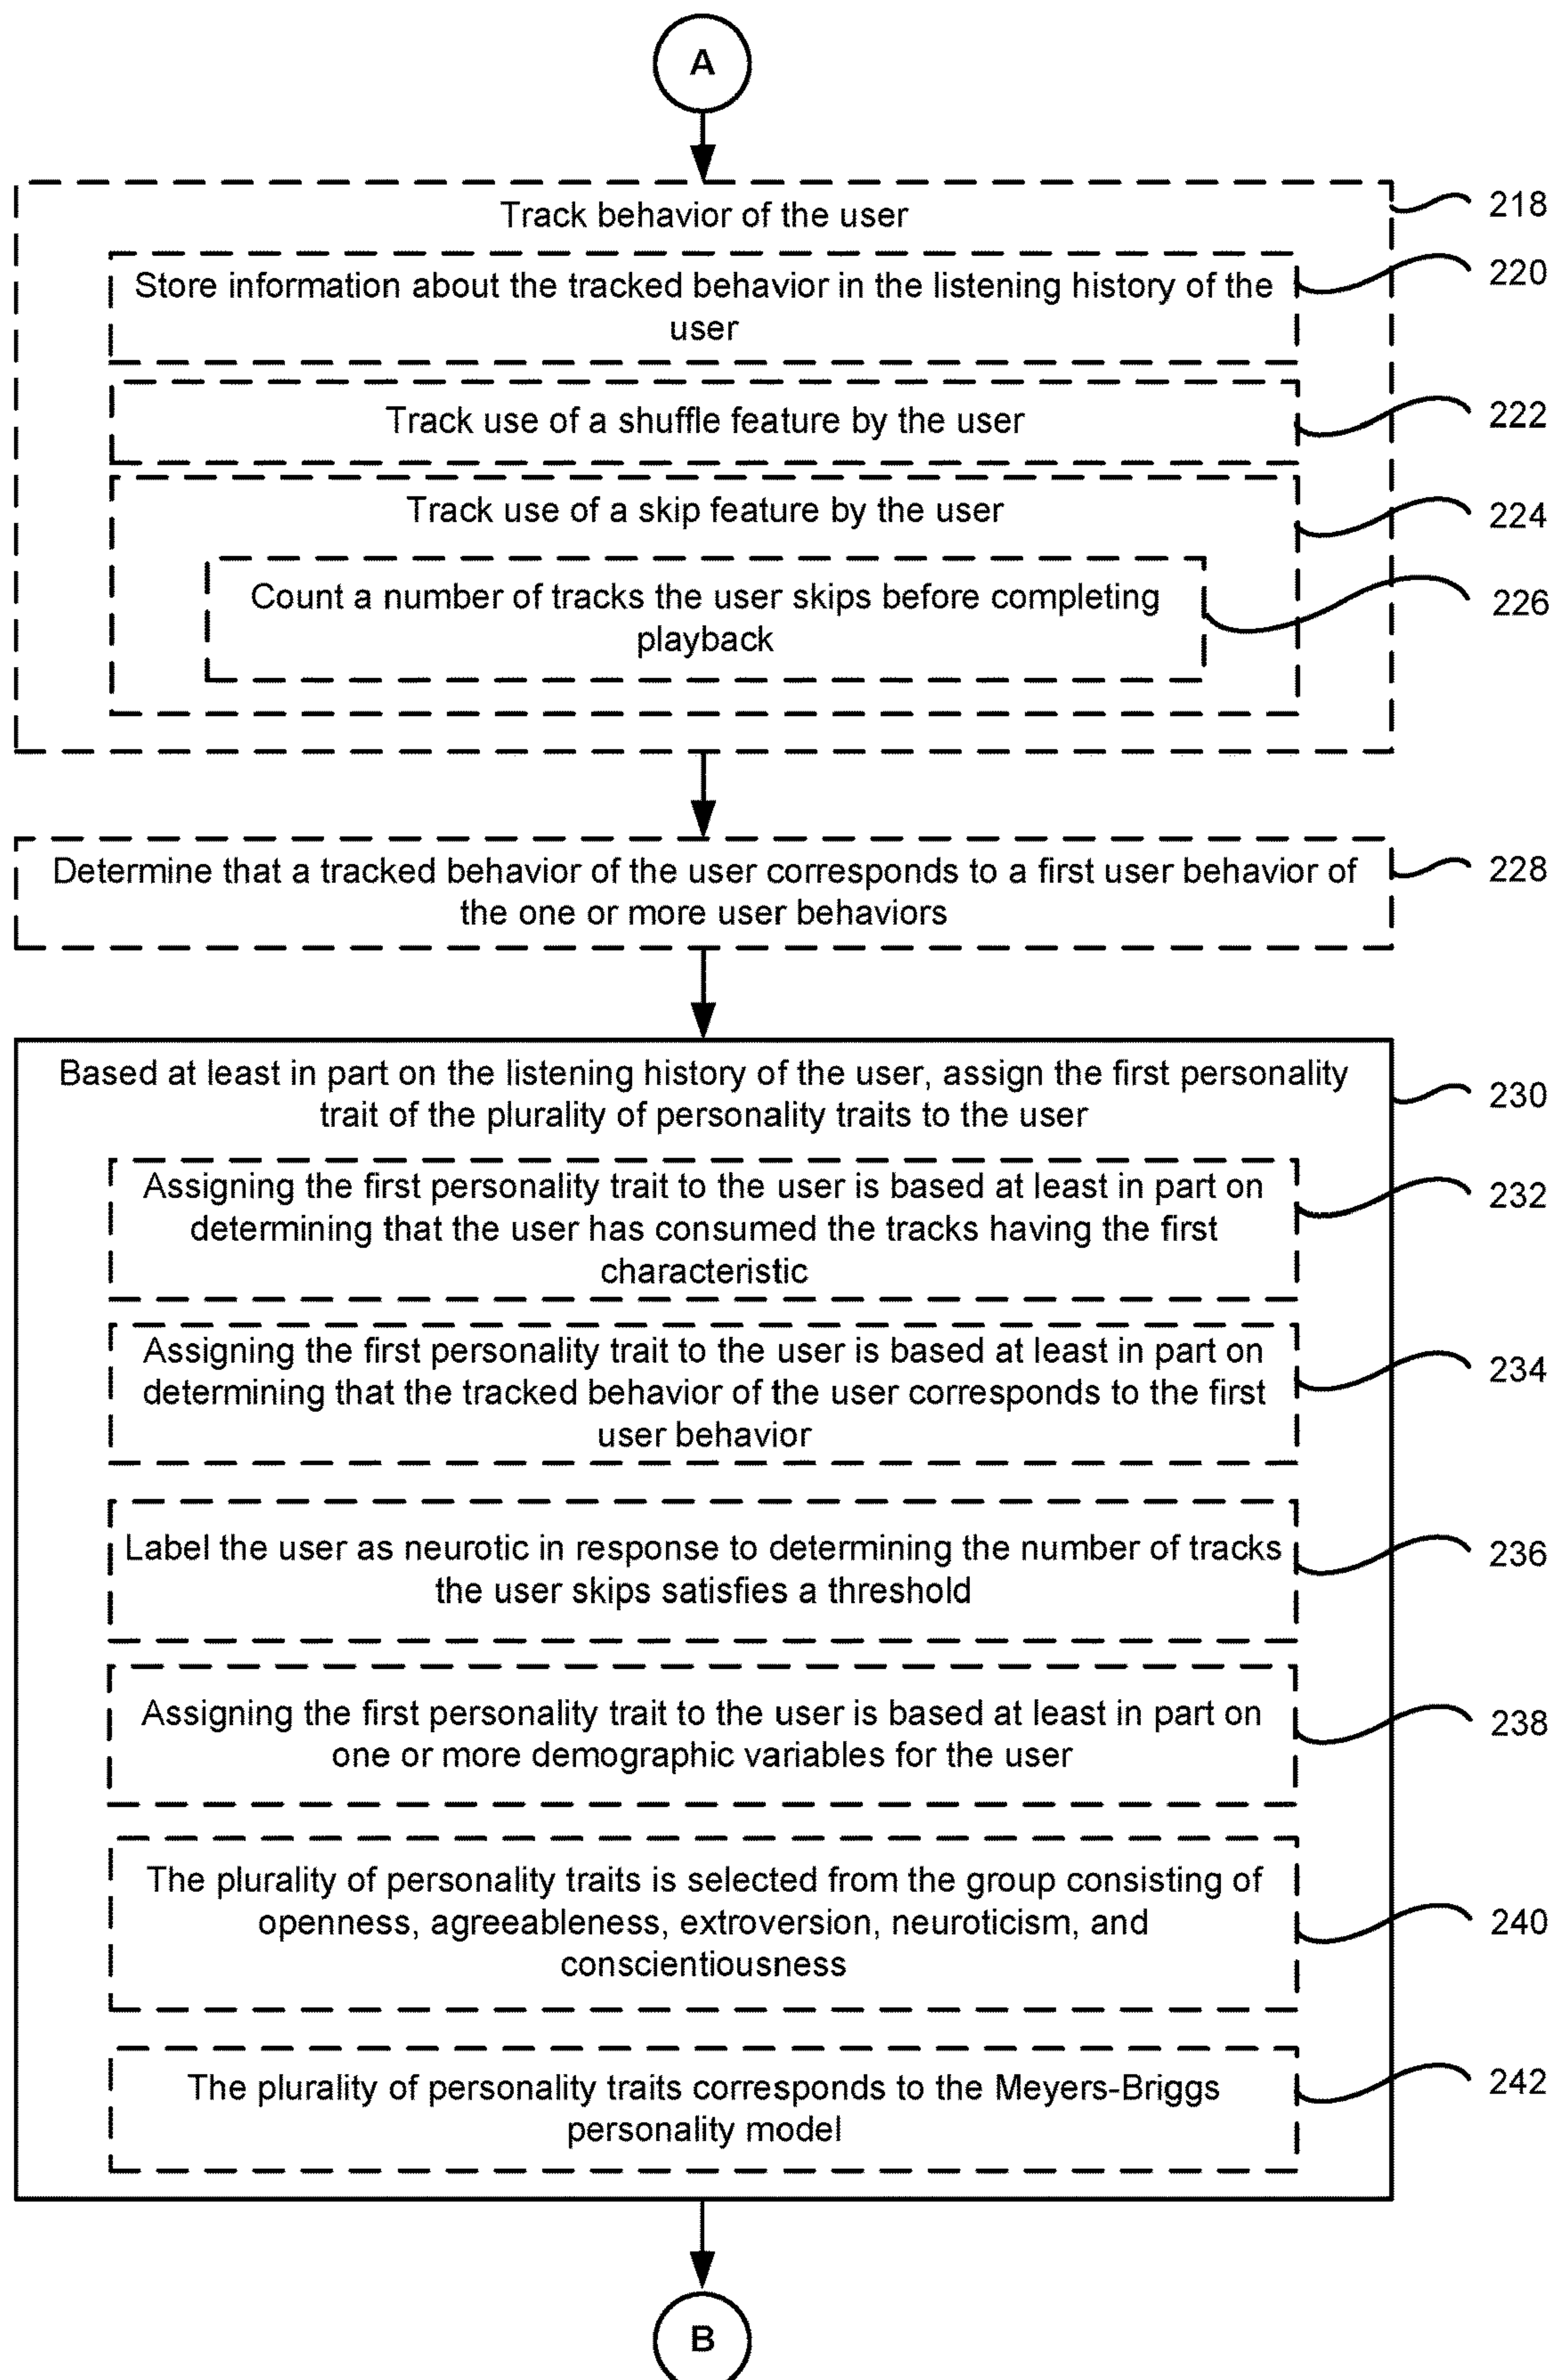 A
Track behavior of the user
218
Store information about the tracked behavior in the listening history of the
user
220
Track use of a shuffle feature by the user
222
Track use of a skip feature by the user
224
Count a number of tracks the user skips before completing
playback
226
Determine that a tracked behavior of the user corresponds to a first user behavior of
the one or more user behaviors
228
Based at least in part on the listening history of the user, assign the first personality
trait of the plurality of personality traits to the user
230
Assigning the first personality trait to the user is based at least in part on
determining that the user has consumed the tracks having the first
characteristic
232
Assigning the first personality trait to the user is based at least in part on
determining that the tracked behavior of the user corresponds to the first
user behavior
234
Label the user as neurotic in response to determining the number of tracks
the user skips satisfies a threshold
236
Assigning the first personality trait to the user is based at least in part on
one or more demographic variables for the user
238
The plurality of personality traits is selected from the group consisting of
openness, agreeableness, extroversion, neuroticism, and
conscientiousness
240
The plurality of personality traits corresponds to the Meyers-Briggs
personality model
242
B